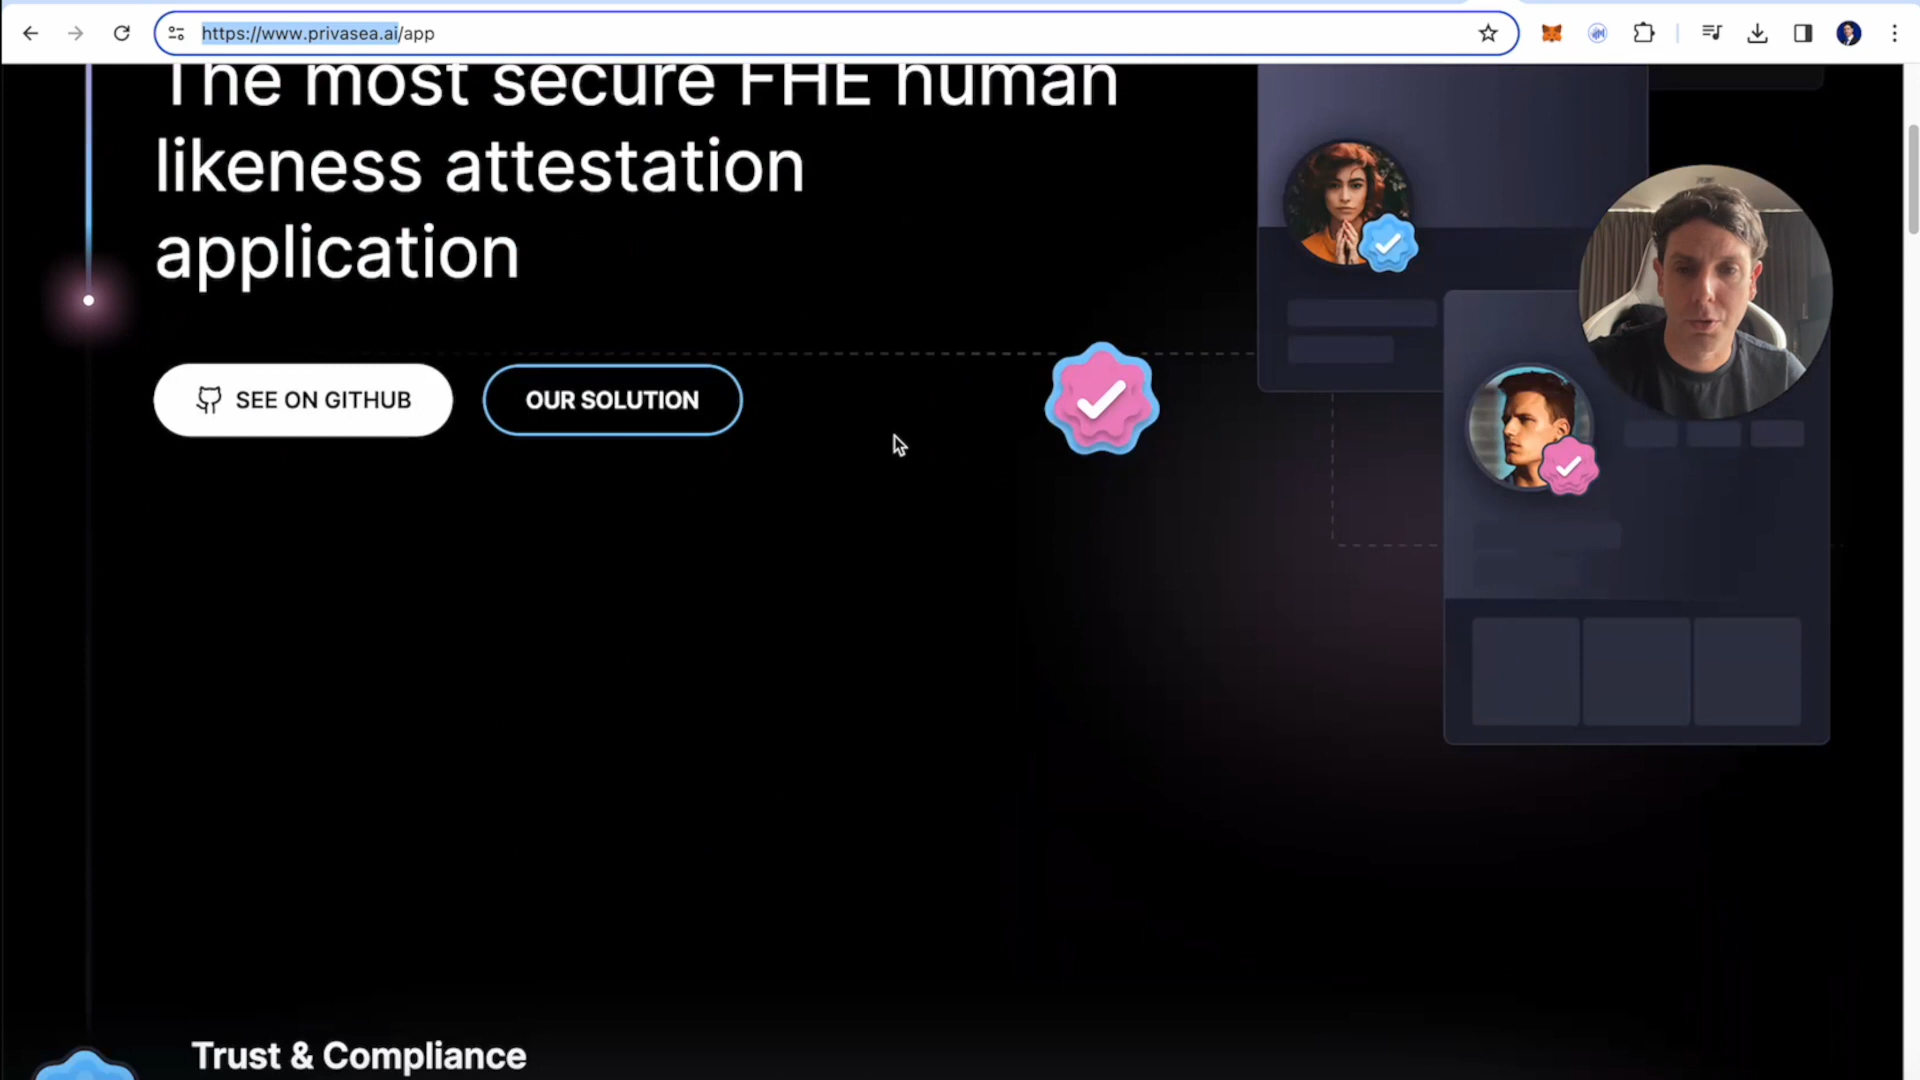 https://www.privasea.ai/app
The most secure FHE human
likeness attestation
application
SEE ON GITHUB
OUR SOLUTION
Trust & Compliance